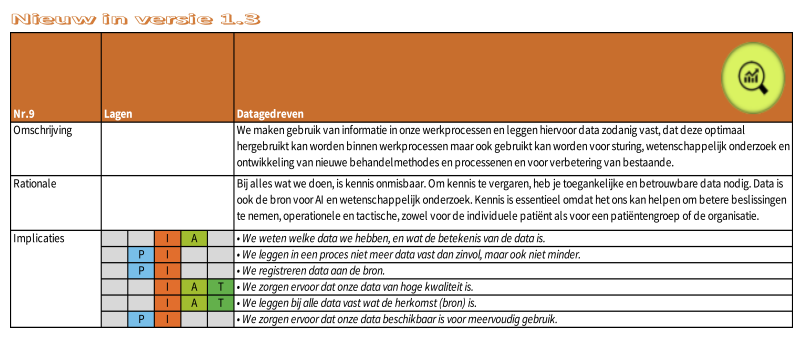 Nieuw in versie 1.3
Nr.9 Lagen Datagedreven
Omschrijving We maken gebruik van informatie in onze werkprocessen en leggen hiervoor data zodanig vast, dat deze optimaal
hergebruikt kan worden binnen werkprocessen maar ook gebruikt kan worden voor sturing, wetenschappelijk onderzoek en
ontwikkeling van nieuwe behandelmethodes en processenen en voor verbetering van bestaande.
Rationale Bij alles wat we doen, is kennis onmisbaar. Om kennis te vergaren, heb je toegankelijke en betrouwbare data nodig. Data is
ook de bron voor AI en wetenschappelijk onderzoek. Kennis is essentieel omdat het ons kan helpen om betere beslissingen
te nemen, operationele en tactische, zowel voor de individuele patiënt als voor een patiëntengroep of de organisatie.
Implicaties I A • We weten welke data we hebben, en wat de betekenis van de data is.
P I • We leggen in een proces niet meer data vast dan zinvol, maar ook niet minder.
P I • We registreren data aan de bron.
I A T • We zorgen ervoor dat onze data van hoge kwaliteit is.
I A T • We leggen bij alle data vast wat de herkomst (bron) is.
P I • We zorgen ervoor dat onze data beschikbaar is voor meervoudig gebruik.